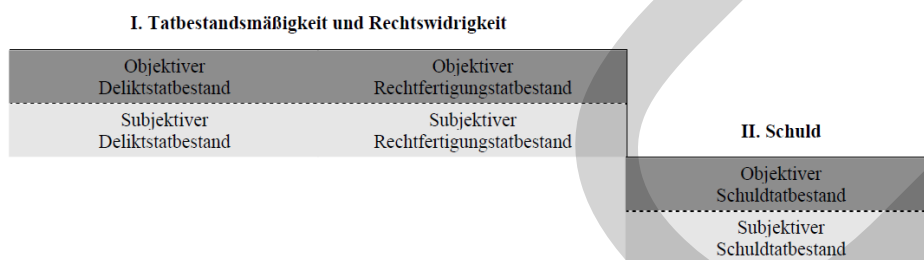 I. Tatbestandsmäßigkeit und Rechtswidrigkeit
Objektiver
Deliktstatbestand
Objektiver
Rechtfertigungstatbestand
Subjektiver
Deliktstatbestand
Subjektiver
Rechtfertigungstatbestand
II. Schuld
Objektiver
Schuldtatbestand
Subjektiver
Schuldtatbestand